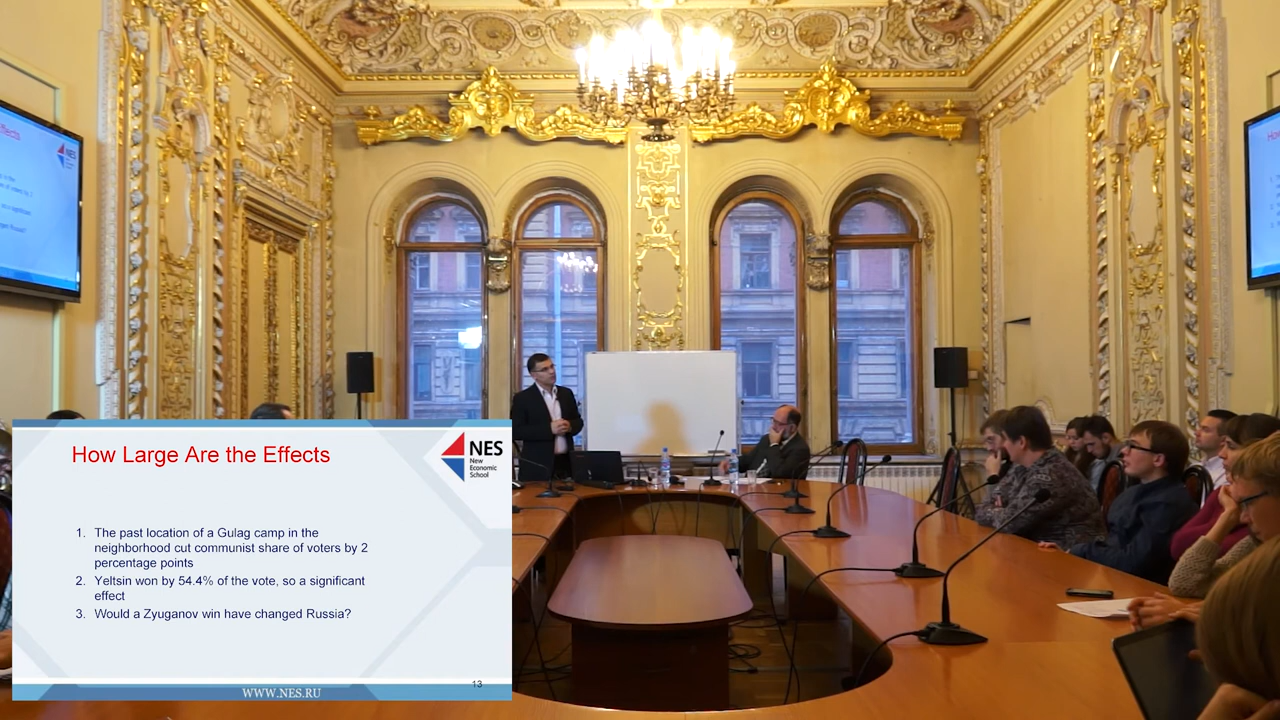 How Large Are the Effects
NES
New
Economic
School
1. The past location of a Gulag camp in the
neighborhood cut communist share of voters by 2
percentage points
2. Yeltsin won by 54.4% of the vote, so a significant
effect
3. Would a Zyuganov win have changed Russia?
13
WWW.NES.RU
NES